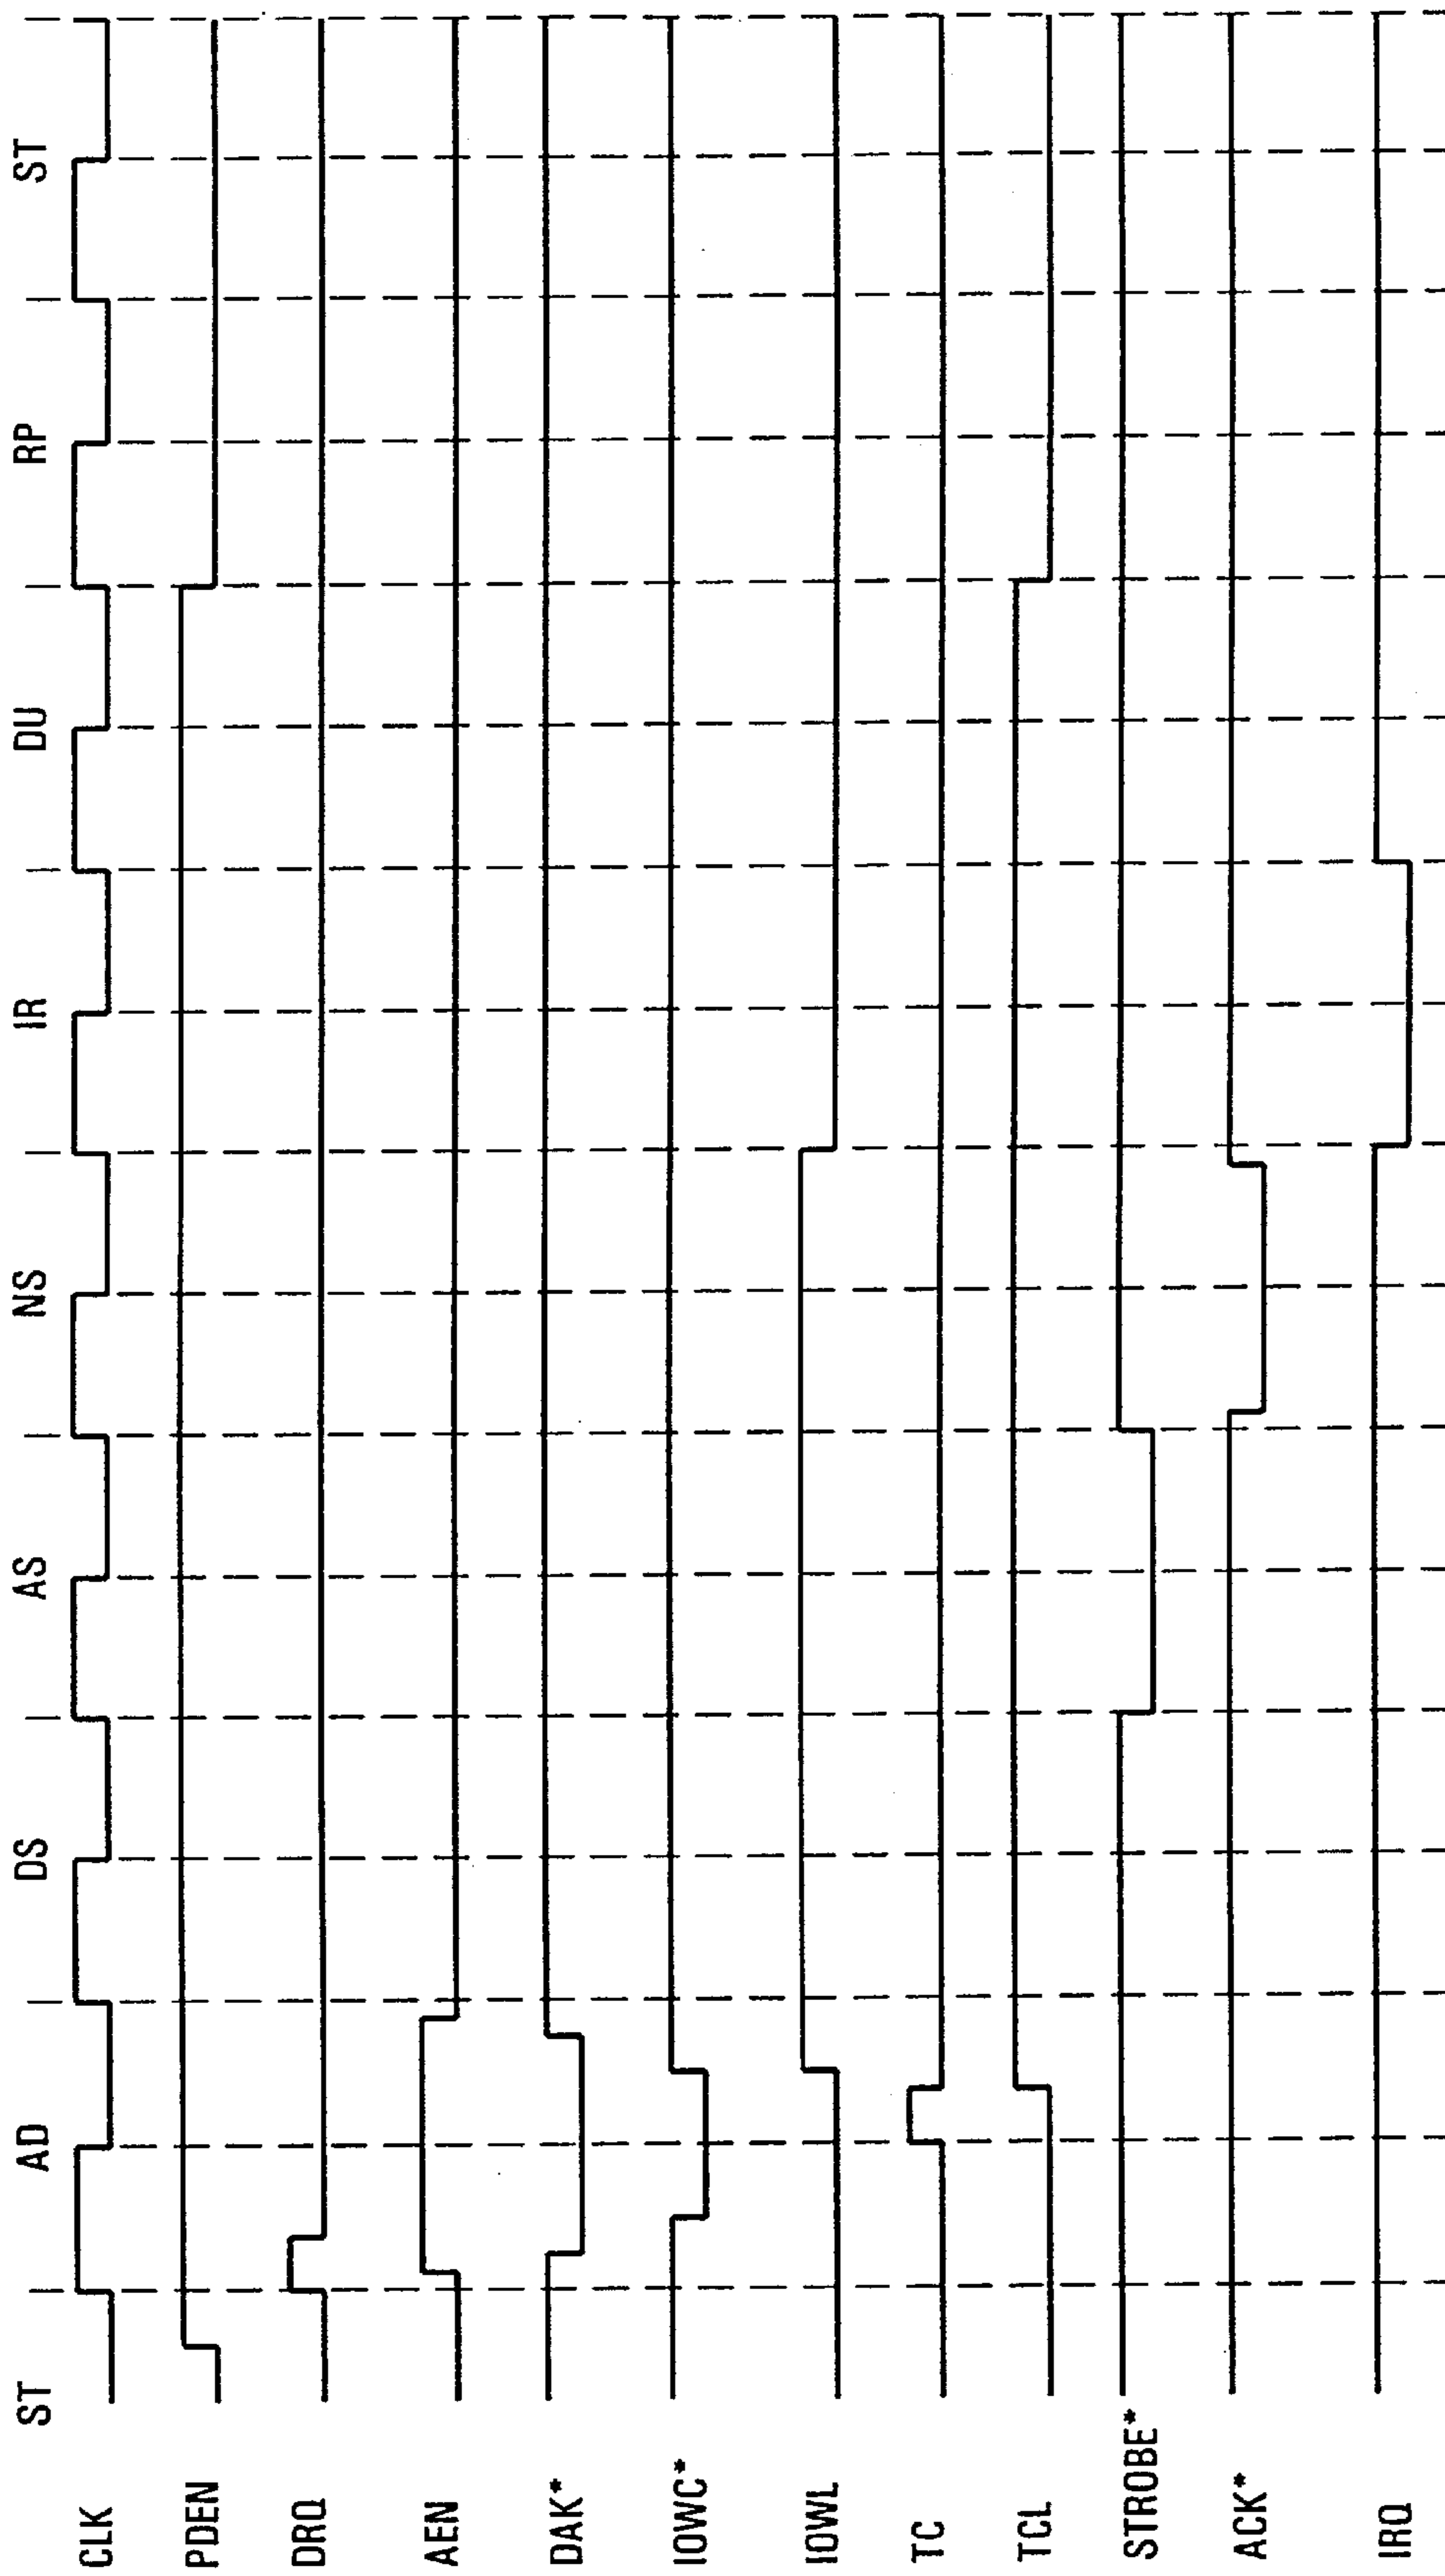 ST AD DS AS NS IR DU RP ST
CLK
PDEN
DRQ
AEN
DAK*
IOWC*
IOWL
TC
TCL
STROBE*
ACK*
IRQ